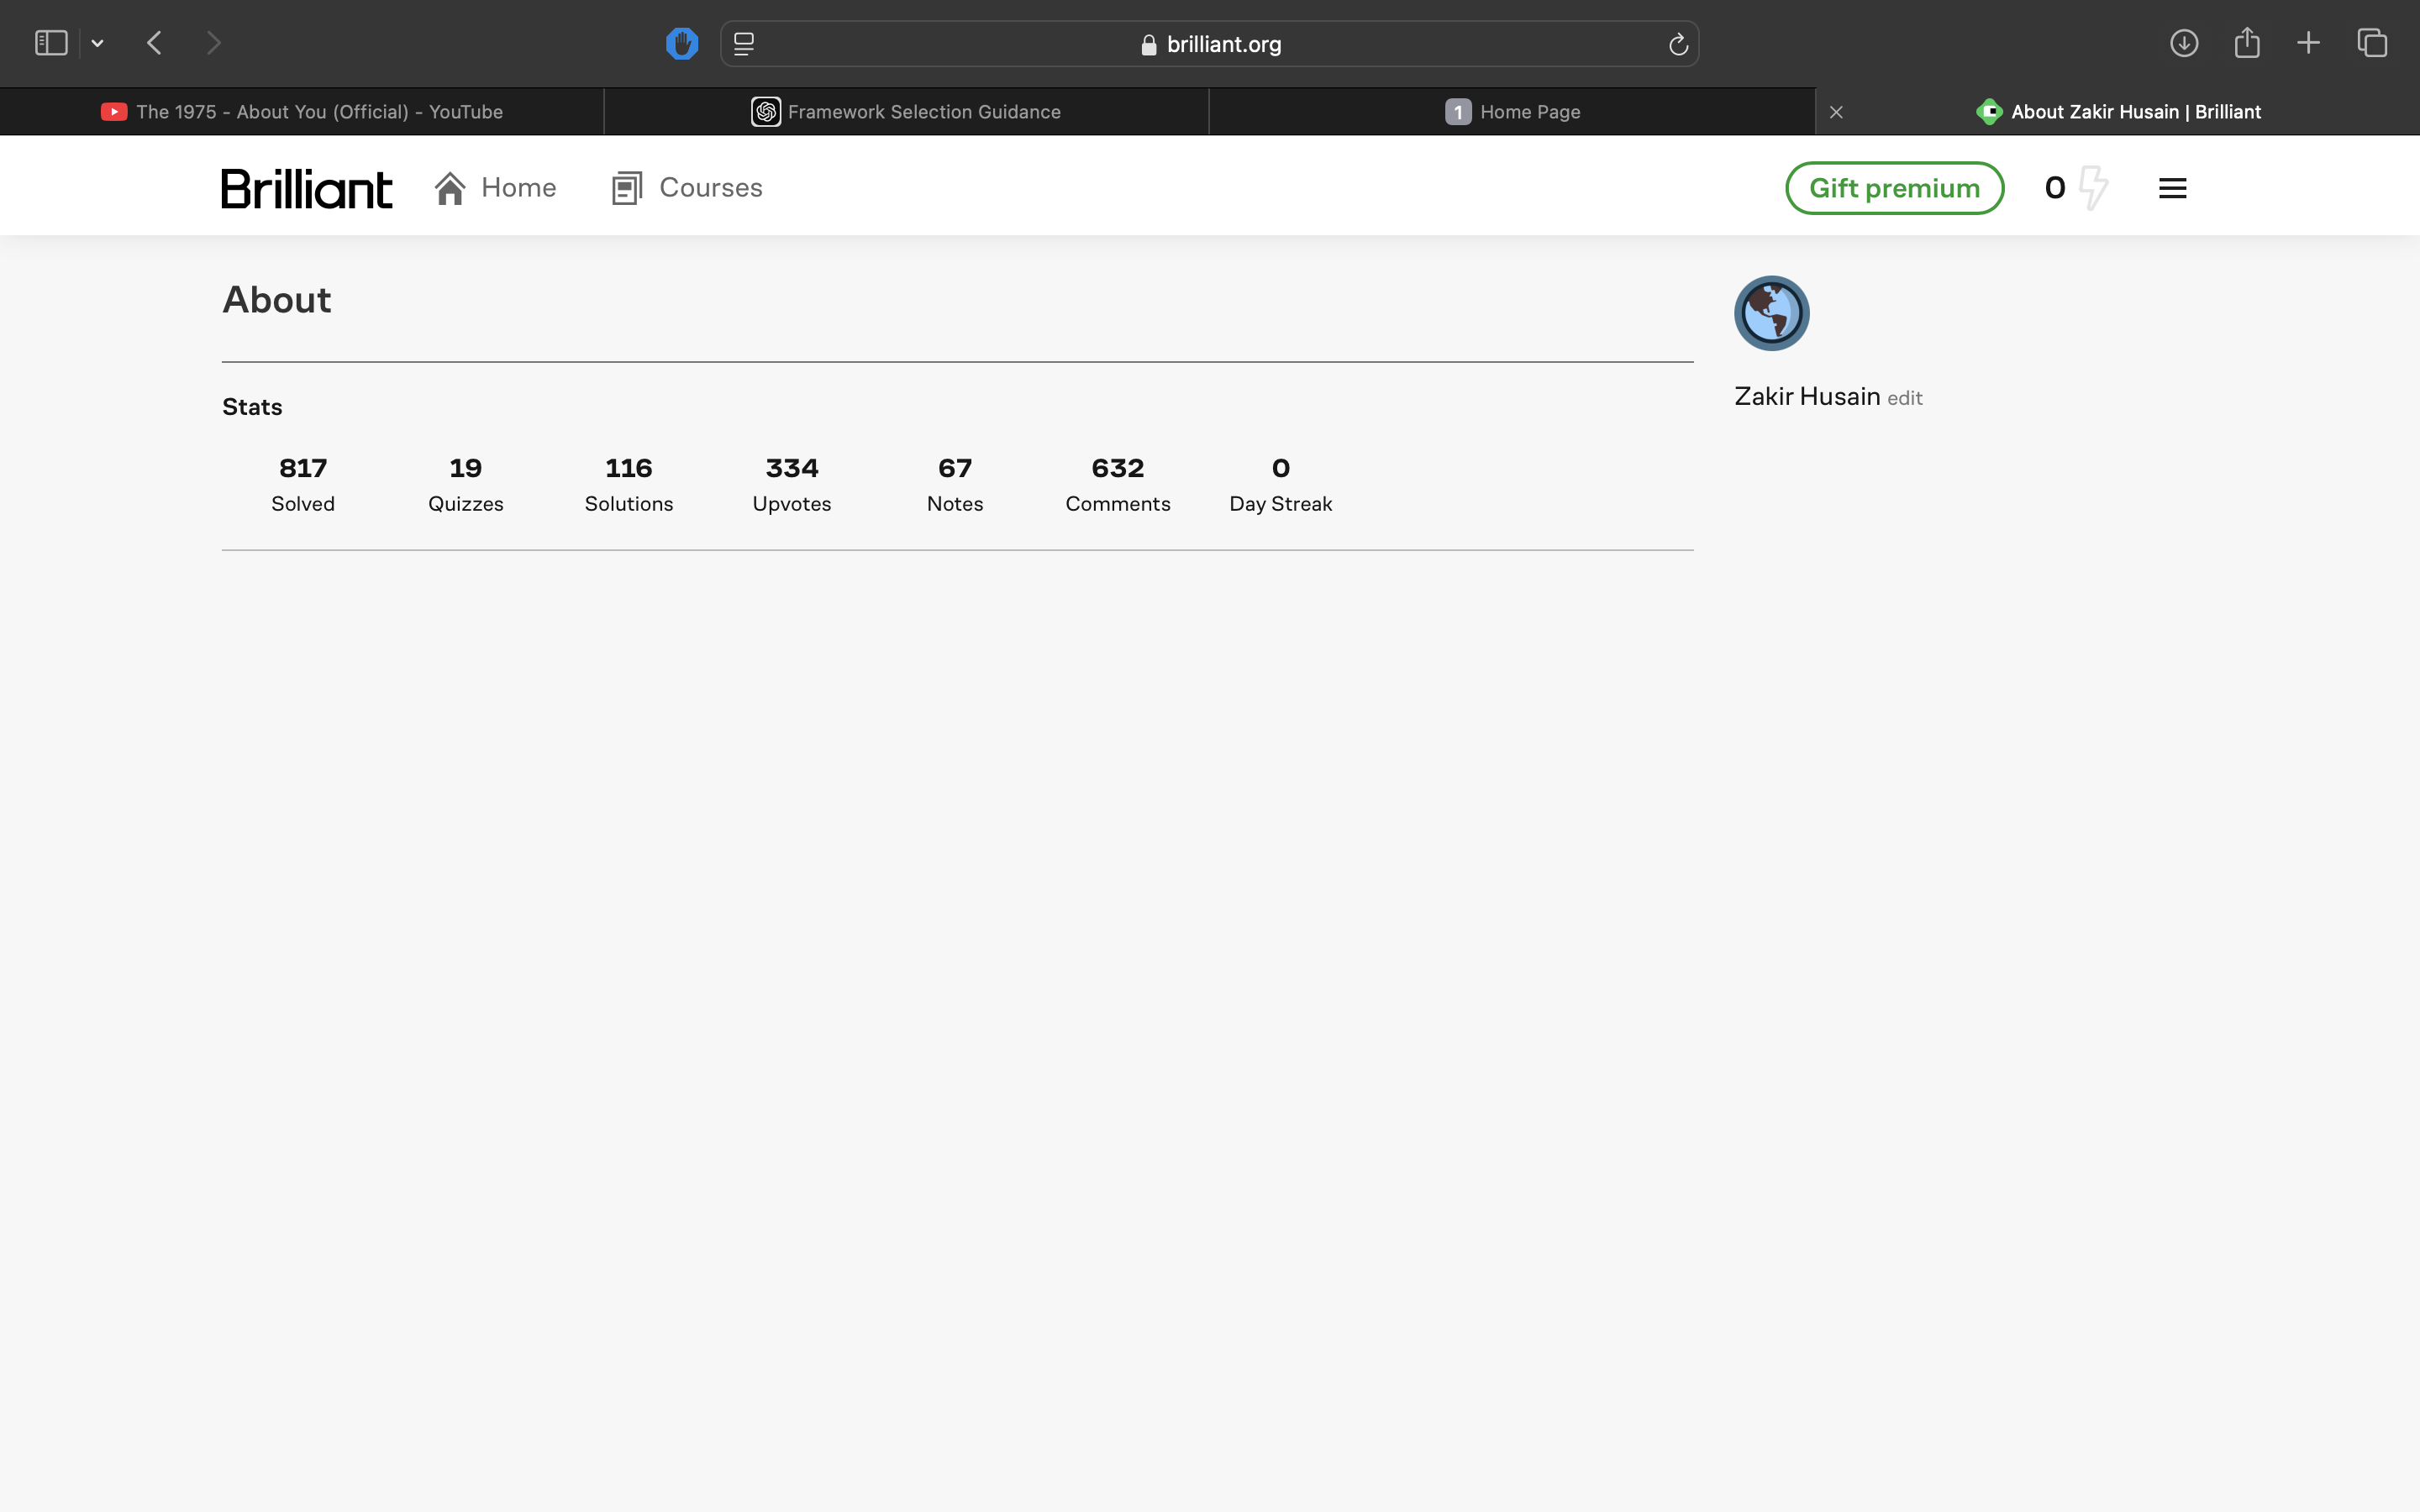 brilliant.org
The 1975 - About You (Official) - YouTube
Framework Selection Guidance
1 Home Page
About Zakir Husain | Brilliant
Brilliant
Home
Courses
Gift premium
0
About
Zakir Husain edit
Stats
817 19 116 334 67 632 0
Solved Quizzes Solutions Upvotes Notes Comments Day Streak